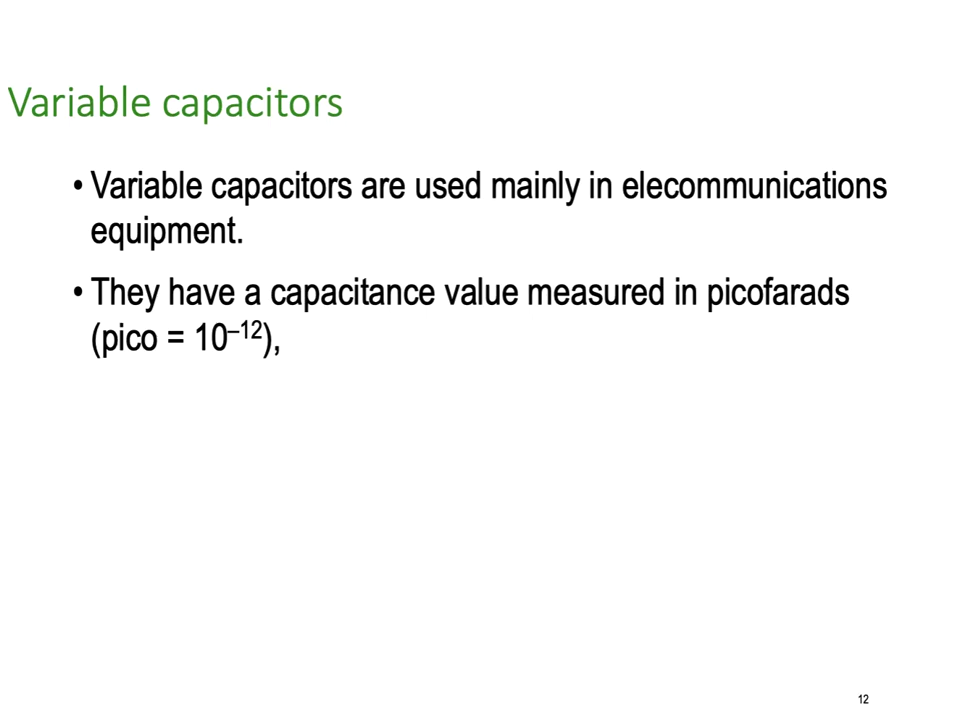 Variable capacitors
• Variable capacitors are used mainly in elecommunications
equipment.
• They have a capacitance value measured in picofarads
(pico = 10⁻¹²),
12